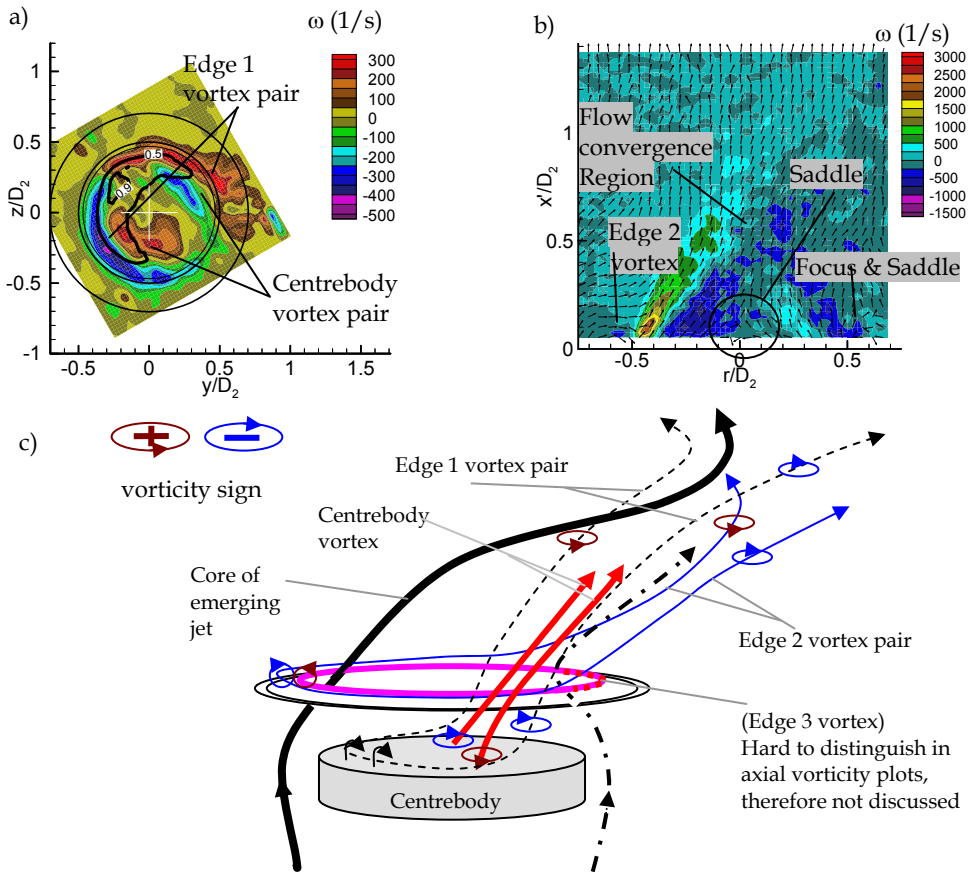 a)
ω (1/s)
Edge 1
vortex pair
300
200
100
0
-100
-200
-300
-400
-500
1
0.5
0
-0.5
-1
z/D2
0.5
0.9
Centrebody
vortex pair
-0.5
0
0.5
1
1.5
y/D2
b)
ω (1/s)
3000
2500
2000
1500
1000
500
0
-500
-1000
-1500
Flow
convergence
Region
Saddle
Edge 2
vortex
Focus & Saddle
1
0.5
0
x'/D2
-0.5
0
0.5
r/D2
c)
+
−
vorticity sign
Edge 1 vortex pair
Centrebody
vortex
Core of
emerging
jet
Edge 2 vortex pair
(Edge 3 vortex)
Hard to distinguish in
axial vorticity plots,
therefore not discussed
Centrebody